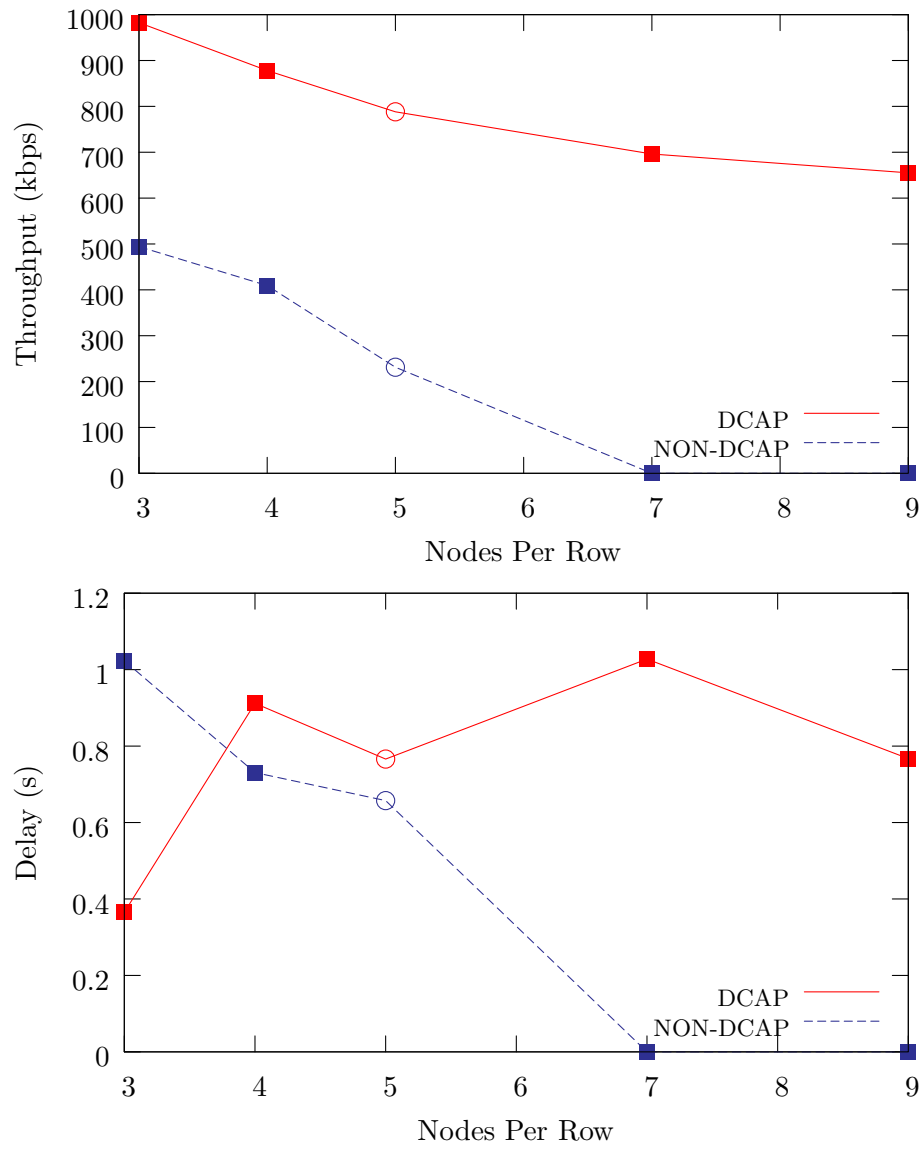 1000
900
800
700
600
500
400
300
200
100
0
Throughput (kbps)
DCAP
NON-DCAP
3 4 5 6 7 8 9
Nodes Per Row
1.2
1
0.8
0.6
0.4
0.2
0
Delay (s)
DCAP
NON-DCAP
3 4 5 6 7 8 9
Nodes Per Row